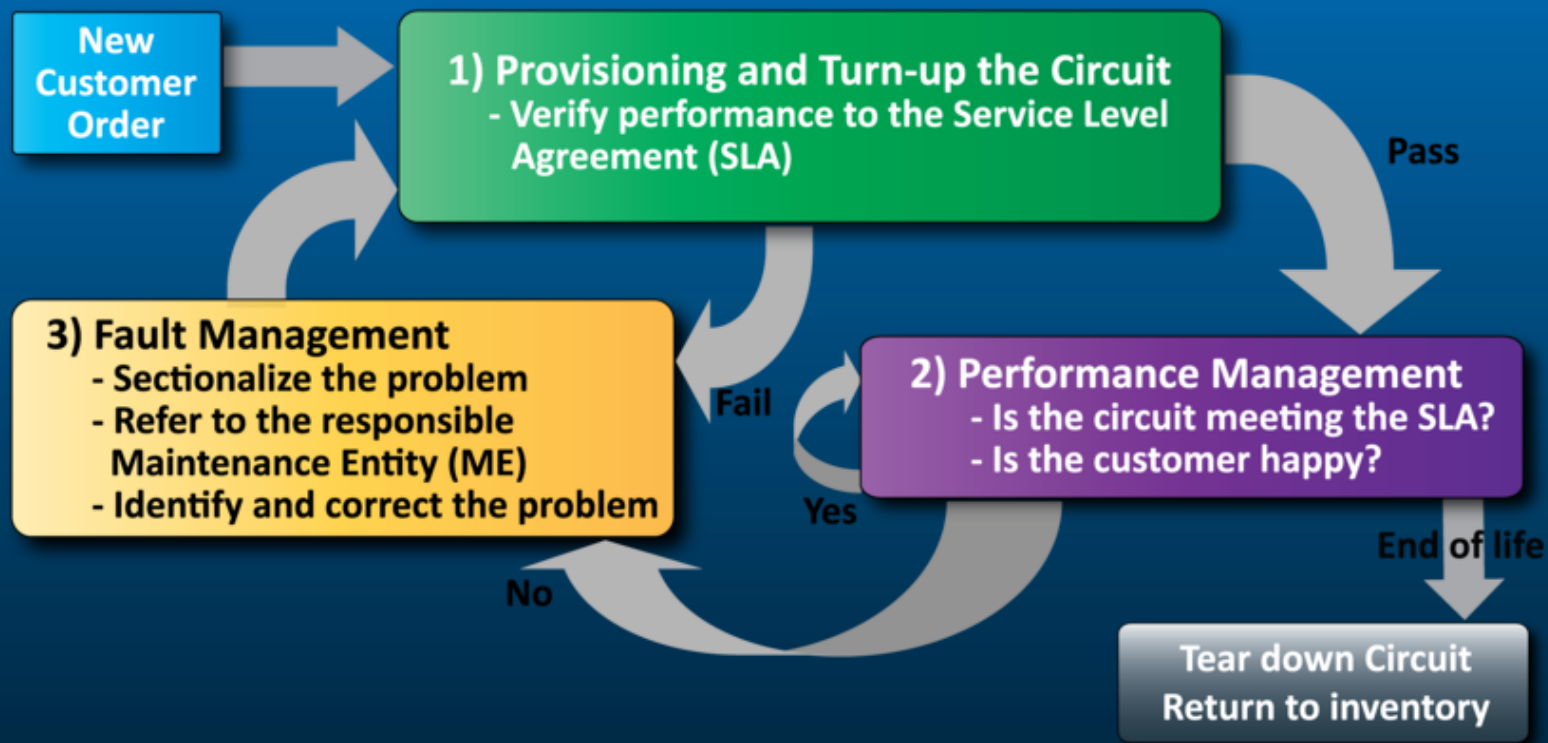 New
Customer
Order
1) Provisioning and Turn-up the Circuit
- Verify performance to the Service Level
Agreement (SLA)
Pass
3) Fault Management
- Sectionalize the problem
- Refer to the responsible
Maintenance Entity (ME)
- Identify and correct the problem
Fail
2) Performance Management
- Is the circuit meeting the SLA?
- Is the customer happy?
Yes
No
End of life
Tear down Circuit
Return to inventory